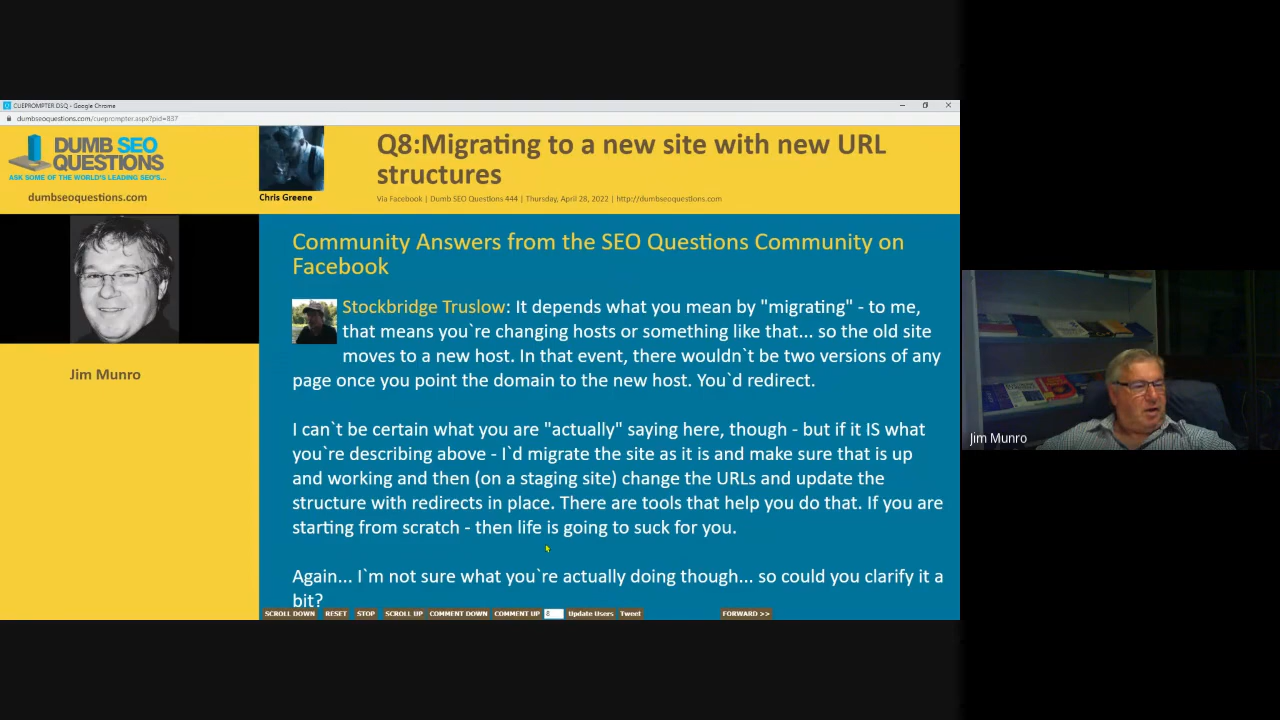 CUEPROMPTER DSQ - Google Chrome
dumbseoquestions.com/cueprompter.aspx?pid=837
DUMB SEO
QUESTIONS
ASK SOME OF THE WORLD'S LEADING SEO'S...
dumbseoquestions.com
Chris Greene
Q8:Migrating to a new site with new URL
structures
Via Facebook | Dumb SEO Questions 444 | Thursday, April 28, 2022 | http://dumbseoquestions.com
Jim Munro
Community Answers from the SEO Questions Community on
Facebook
Stockbridge Truslow: It depends what you mean by "migrating" - to me,
that means you`re changing hosts or something like that... so the old site
moves to a new host. In that event, there wouldn`t be two versions of any
page once you point the domain to the new host. You`d redirect.
I can`t be certain what you are "actually" saying here, though - but if it IS what
you`re describing above - I`d migrate the site as it is and make sure that is up
and working and then (on a staging site) change the URLs and update the
structure with redirects in place. There are tools that help you do that. If you are
starting from scratch - then life is going to suck for you.
Again... I`m not sure what you`re actually doing though... so could you clarify it a
bit?
SCROLL DOWN RESET STOP SCROLL UP COMMENT DOWN COMMENT UP 8 Update Users Tweet FORWARD >>
Jim Munro